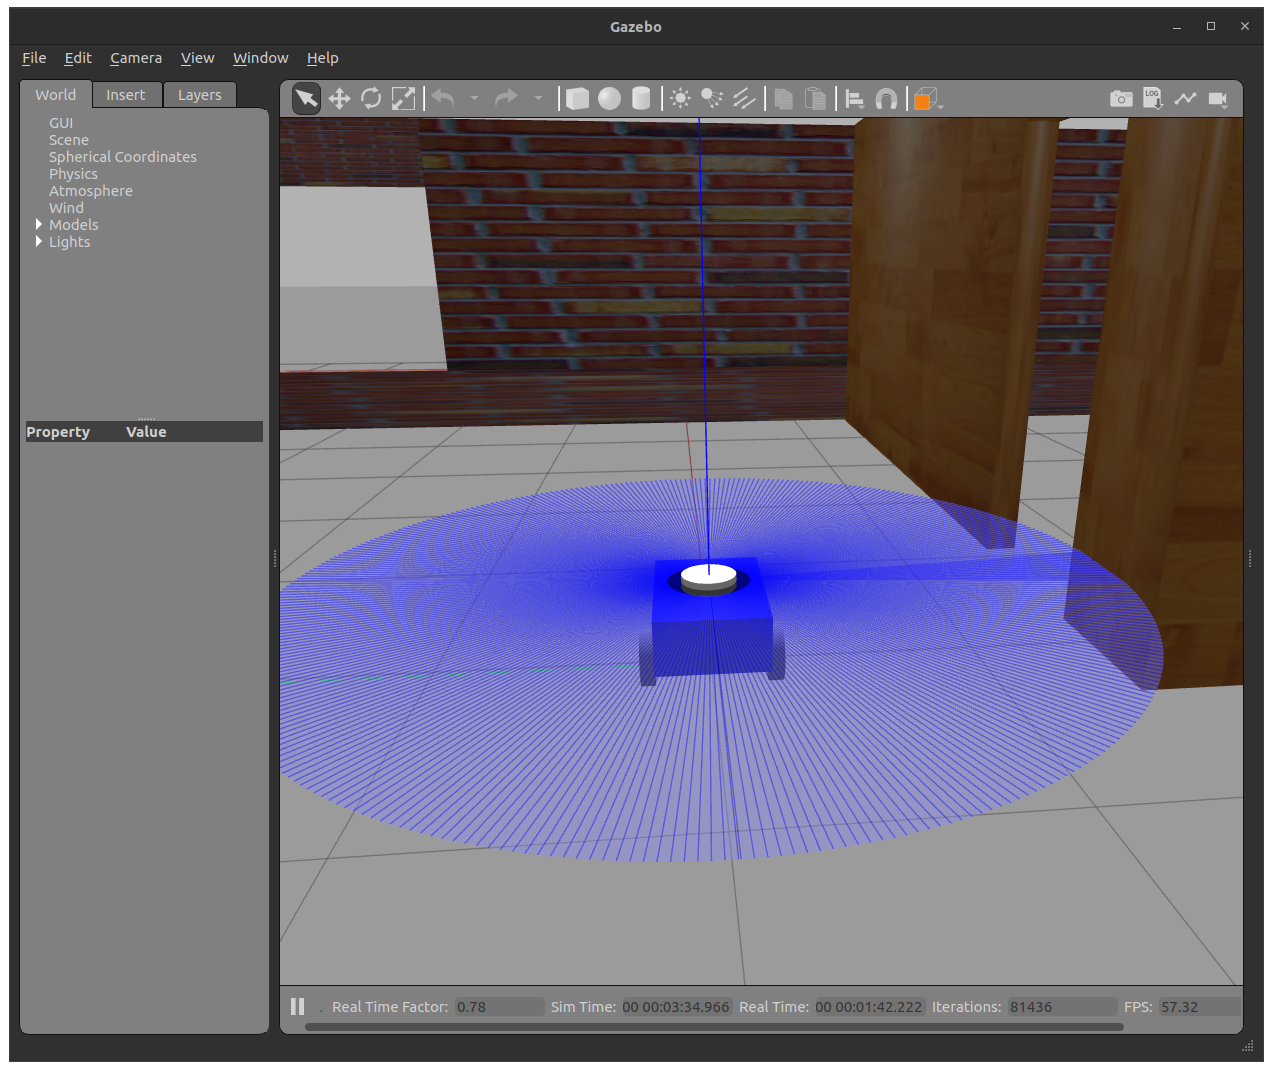 Gazebo
File Edit Camera View Window Help
World Insert Layers
LOG
GUI
Scene
Spherical Coordinates
Physics
Atmosphere
Wind
Models
Lights
Property Value
Real Time Factor: 0.78 Sim Time: 00 00:03:34.966 Real Time: 00 00:01:42.222 Iterations: 81436 FPS: 57.32